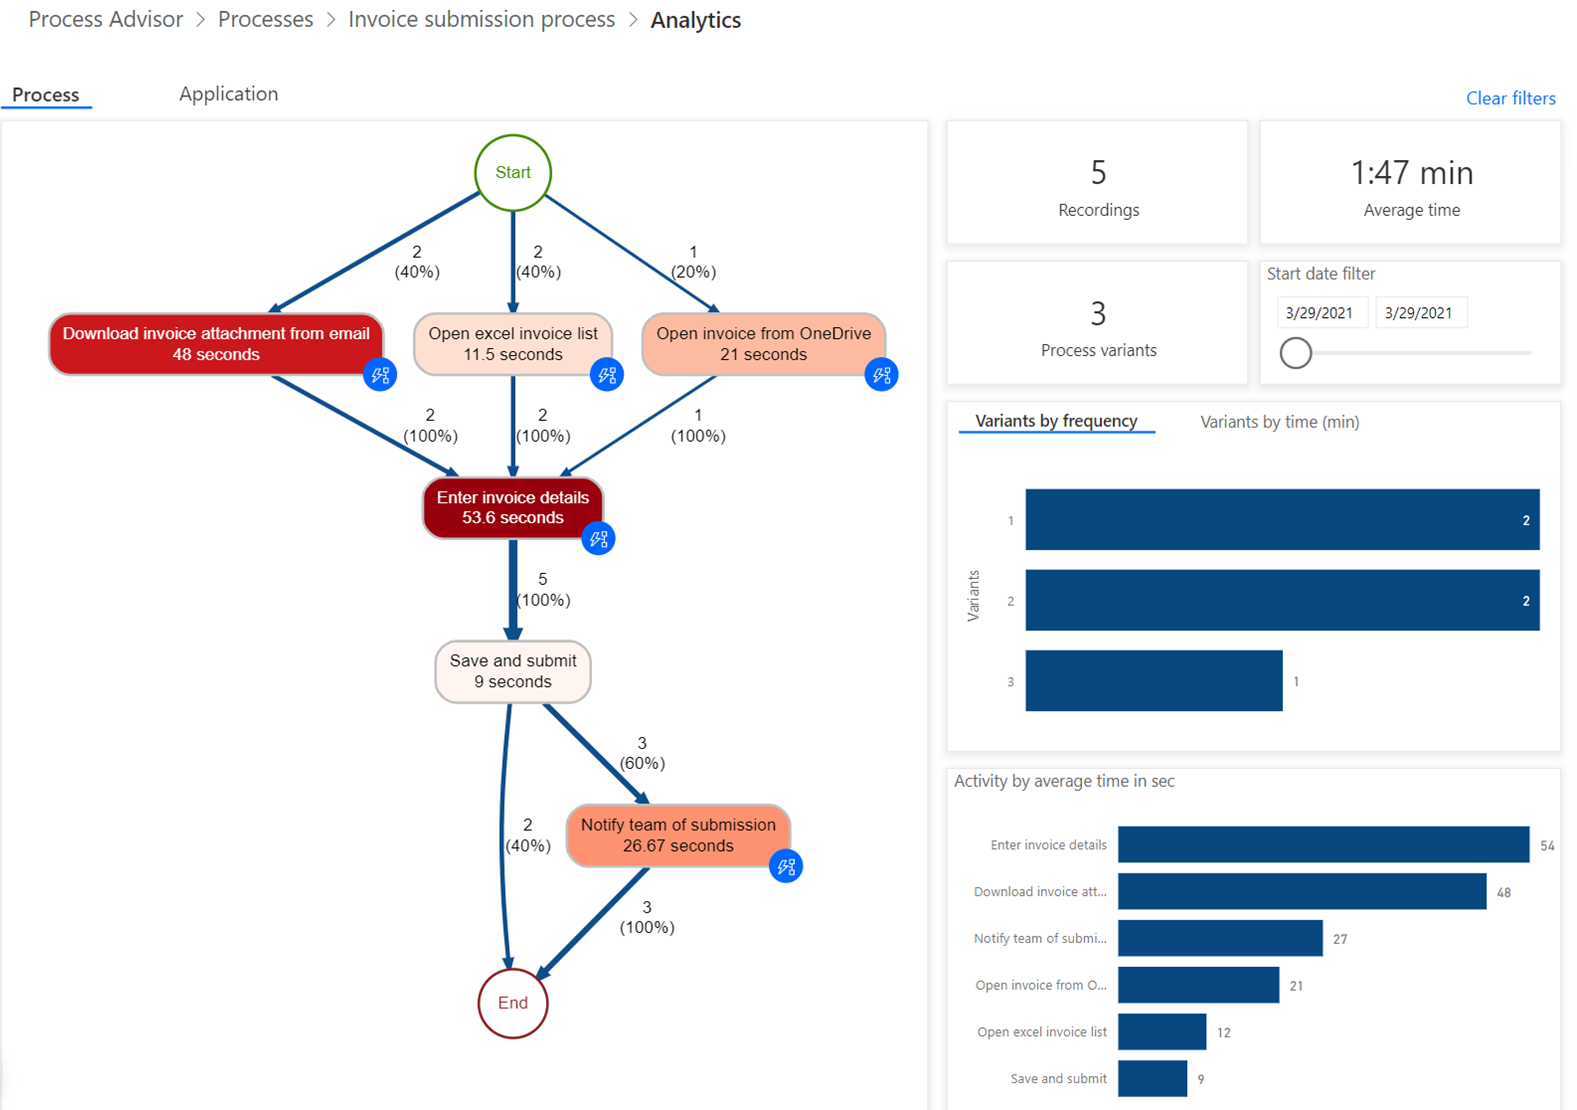 Process Advisor > Processes > Invoice submission process > Analytics
Process
Application
Clear filters
Start
2
(40%)
2
(40%)
1
(20%)
Download invoice attachment from email
48 seconds
Open excel invoice list
11.5 seconds
Open invoice from OneDrive
21 seconds
2
(100%)
2
(100%)
1
(100%)
Enter invoice details
53.6 seconds
5
(100%)
Save and submit
9 seconds
3
(60%)
2
(40%)
Notify team of submission
26.67 seconds
3
(100%)
End
5
Recordings
1:47 min
Average time
3
Process variants
Start date filter
3/29/2021
3/29/2021
Variants by frequency
Variants by time (min)
Variants
1
2
2
2
3
1
Activity by average time in sec
Enter invoice details
54
Download invoice att...
48
Notify team of submi...
27
Open invoice from O...
21
Open excel invoice list
12
Save and submit
9